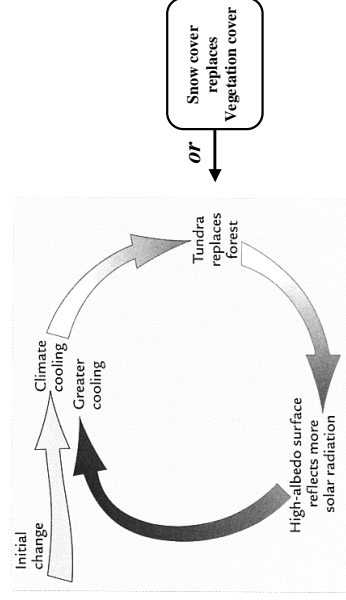 Initial
change
Climate
cooling
Greater
cooling
Tundra
replaces
forest
High-albedo surface
reflects more
solar radiation
or
Snow cover
replaces
Vegetation cover